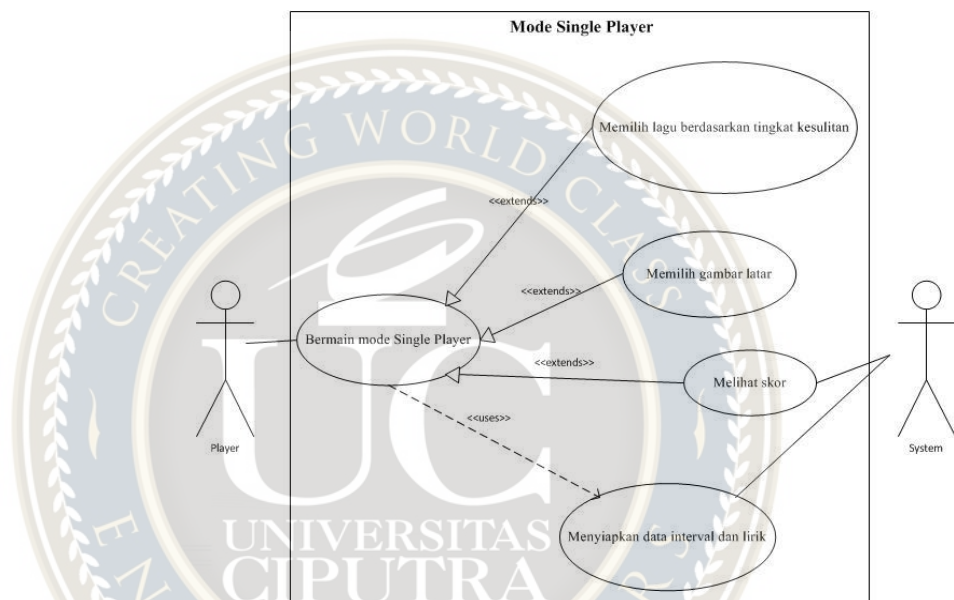 Mode Single Player
Memilih lagu berdasarkan tingkat kesulitan
<<extends>>
Memilih gambar latar
<<extends>>
Bermain mode Single Player
<<extends>>
Melihat skor
<<uses>>
Player
System
Menyiapkan data interval dan lirik
CREATING WORLD CLASS
UC
UNIVERSITAS
CIPUTRA